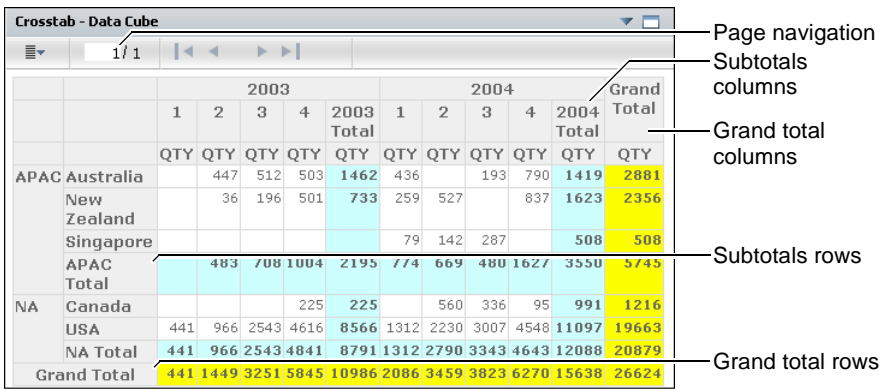 Crosstab - Data Cube
1/ 1
Page navigation
Subtotals
columns
Grand total
columns
Subtotals rows
Grand total rows
2003 2004 Grand
Total
1 2 3 4 2003 1 2 3 4 2004
Total Total
QTY QTY QTY QTY QTY QTY QTY QTY QTY QTY QTY
APAC Australia 447 512 503 1462 436 193 790 1419 2881
New 36 196 501 733 259 527 837 1623 2356
Zealand
Singapore 79 142 287 508 508
APAC 483 708 1004 2195 774 669 480 1627 3550 5745
Total
NA Canada 225 225 560 336 95 991 1216
USA 441 966 2543 4616 8566 1312 2230 3007 4548 11097 19663
NA Total 441 966 2543 4841 8791 1312 2790 3343 4643 12088 20879
Grand Total 441 1449 3251 5845 10986 2086 3459 3823 6270 15638 26624